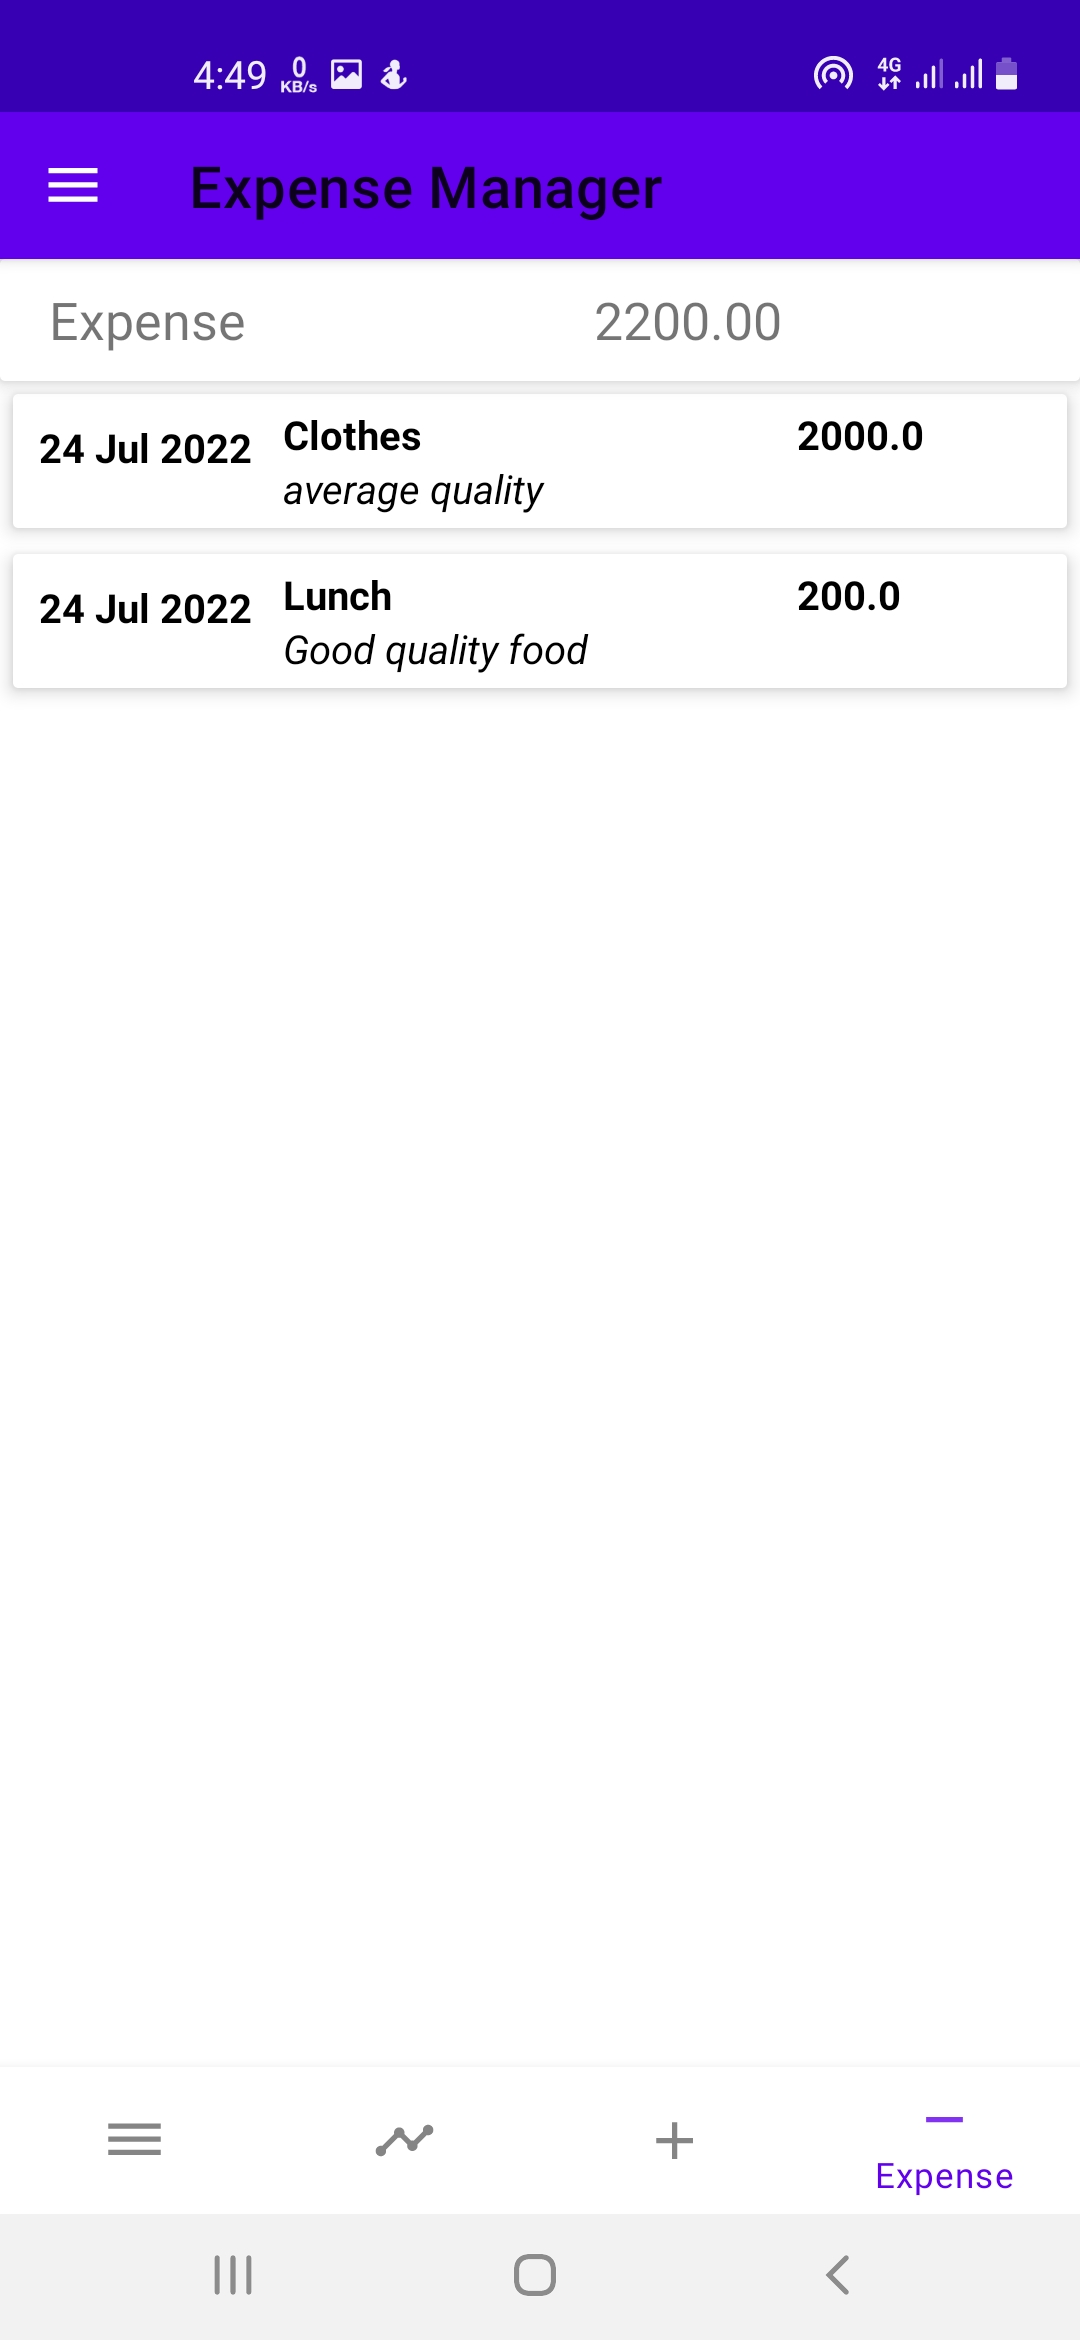 4:49 0 KB/s 4G
Expense Manager
Expense 2200.00
24 Jul 2022 Clothes 2000.0
average quality
24 Jul 2022 Lunch 200.0
Good quality food
Expense